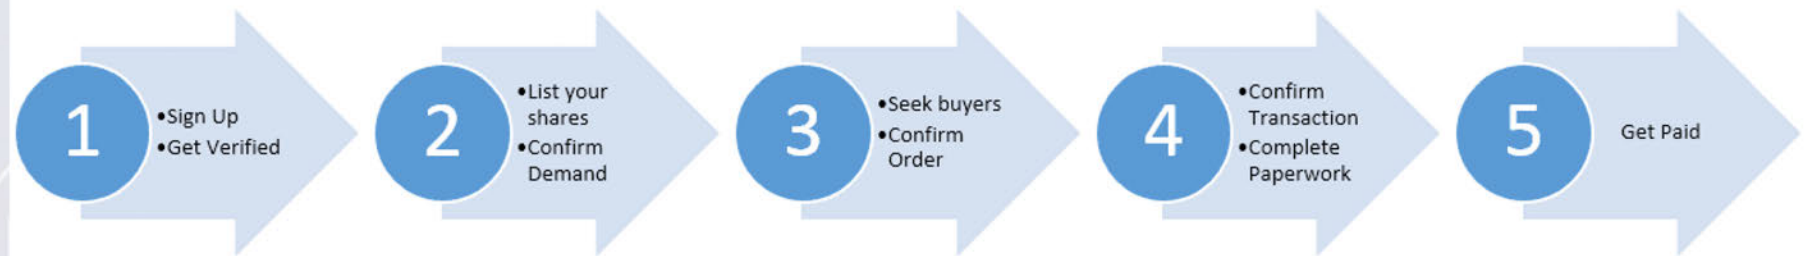 1
•Sign Up
•Get Verified
2
•List your
shares
•Confirm
Demand
3
•Seek buyers
•Confirm
Order
4
•Confirm
Transaction
•Complete
Paperwork
5
Get Paid